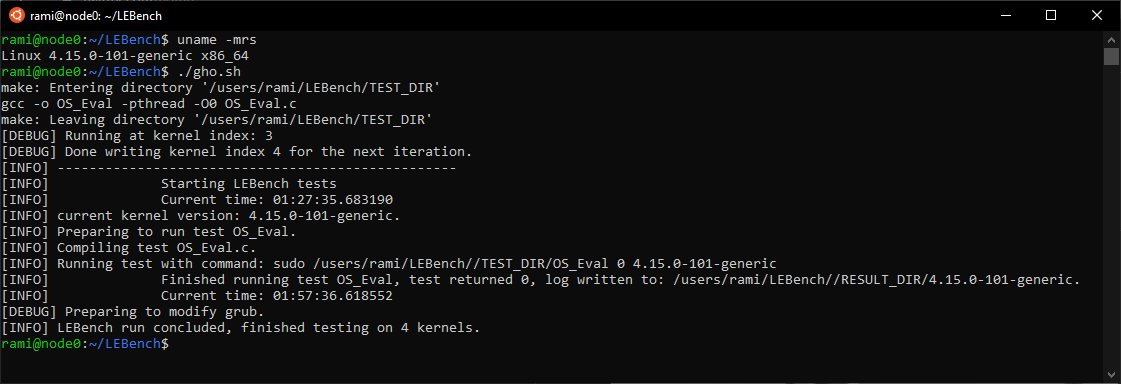 rami@node0: ~/LEBench
rami@node0:~/LEBench$ uname -mrs
Linux 4.15.0-101-generic x86_64
rami@node0:~/LEBench$ ./gho.sh
make: Entering directory '/users/rami/LEBench/TEST_DIR'
gcc -o OS_Eval -pthread -O0 OS_Eval.c
make: Leaving directory '/users/rami/LEBench/TEST_DIR'
[DEBUG] Running at kernel index: 3
[DEBUG] Done writing kernel index 4 for the next iteration.
[INFO] --------------------------------------------------
[INFO]              Starting LEBench tests
[INFO]              Current time: 01:27:35.683190
[INFO] current kernel version: 4.15.0-101-generic.
[INFO] Preparing to run test OS_Eval.
[INFO] Compiling test OS_Eval.c.
[INFO] Running test with command: sudo /users/rami/LEBench//TEST_DIR/OS_Eval 0 4.15.0-101-generic
[INFO]              Finished running test OS_Eval, test returned 0, log written to: /users/rami/LEBench//RESULT_DIR/4.15.0-101-generic.
[INFO]              Current time: 01:57:36.618552
[DEBUG] Preparing to modify grub.
[INFO] LEBench run concluded, finished testing on 4 kernels.
rami@node0:~/LEBench$